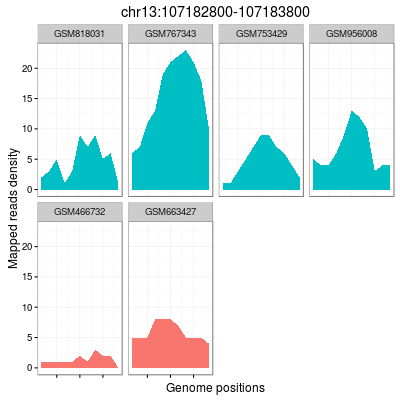 chr13:107182800-107183800
GSM818031 GSM767343 GSM753429 GSM956008
20
15
10
5
0
GSM466732 GSM663427
20
15
10
5
0
Mapped reads density
Genome positions